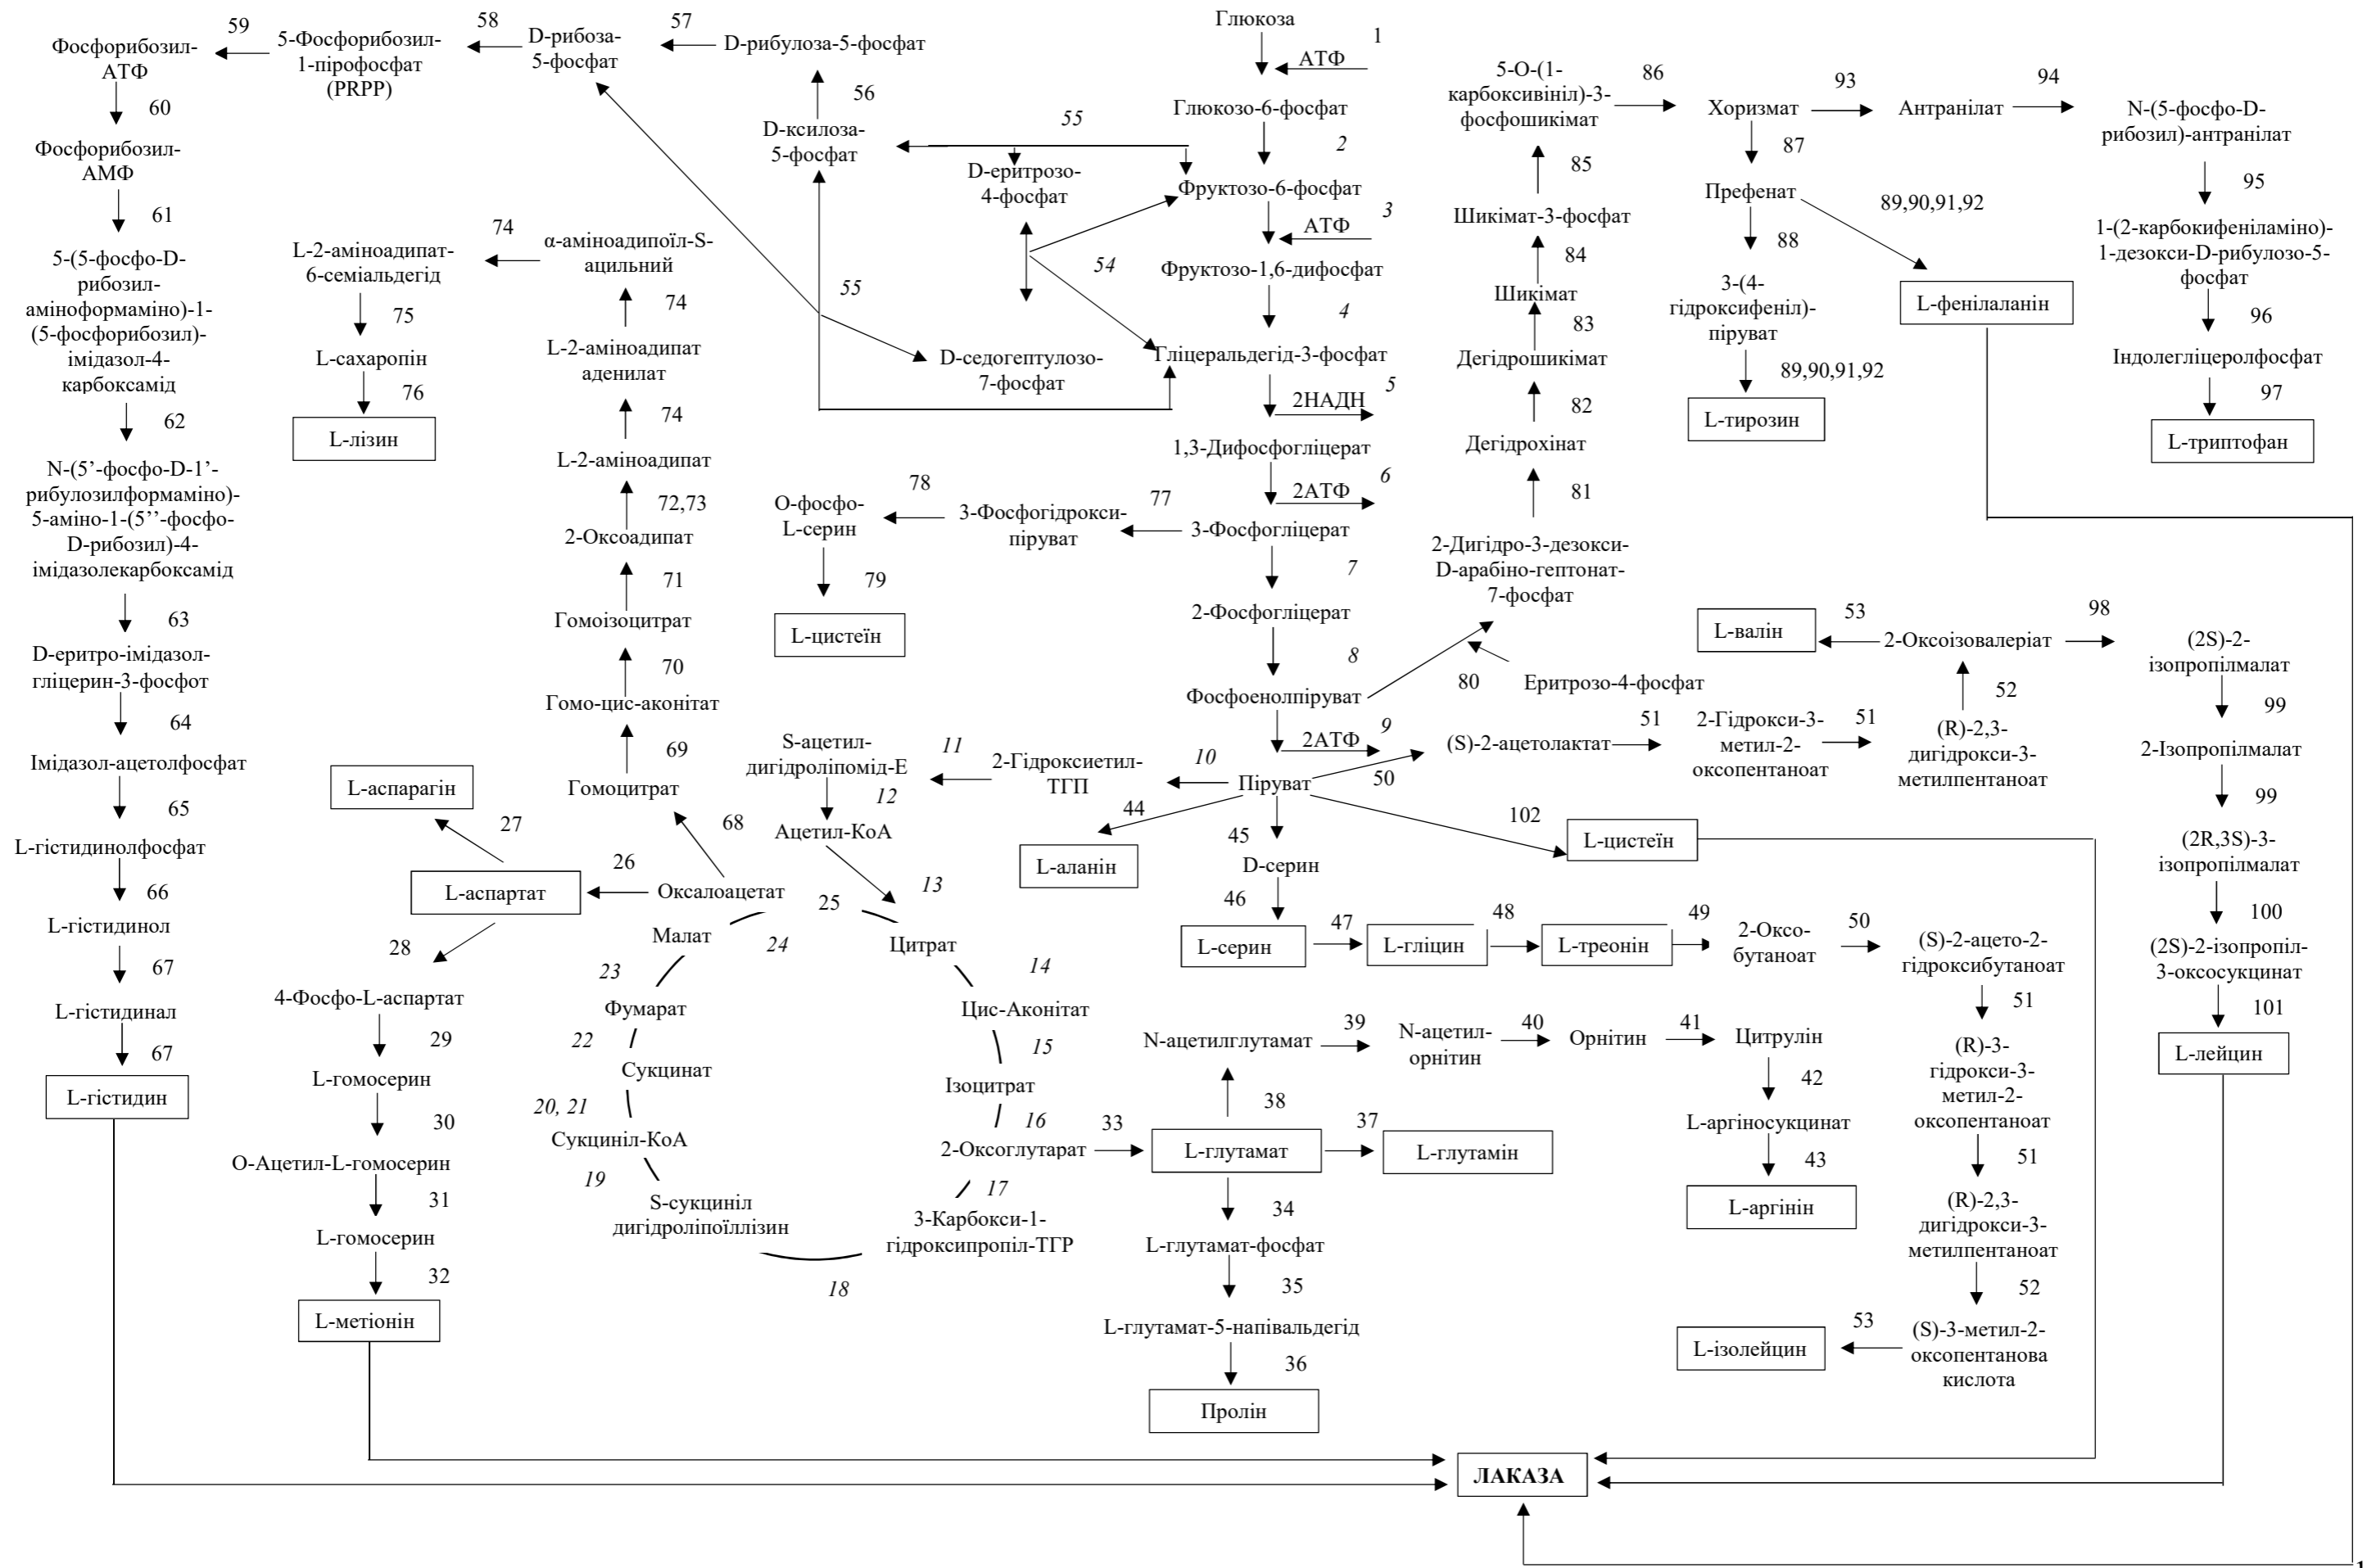 Глюкоза
1
АТФ
Глюкозо-6-фосфат
2
Фруктозо-6-фосфат
3
АТФ
Фруктозо-1,6-дифосфат
4
Гліцеральдегід-3-фосфат
5
2НАДН
1,3-Дифосфогліцерат
6
2АТФ
3-Фосфогліцерат
7
2-Фосфогліцерат
8
Фосфоенолпіруват
9
2АТФ
Піруват
59
58
57
Фосфорибозил-
АТФ
5-Фосфорибозил-
1-пірофосфат
(PRPP)
D-рибоза-
5-фосфат
D-рибулоза-5-фосфат
56
D-ксилоза-
5-фосфат
55
D-еритрозо-
4-фосфат
54
55
D-седогептулозо-
7-фосфат
60
Фосфорибозил-
АМФ
61
5-(5-фосфо-D-
рибозил-
аміноформаміно)-1-
(5-фосфорибозил)-
імідазол-4-
карбоксамід
62
N-(5’-фосфо-D-1’-
рибулозилформаміно)-
5-аміно-1-(5’’-фосфо-
D-рибозил)-4-
імідазолекарбоксамід
63
D-еритро-імідазол-
гліцерин-3-фосфот
64
Імідазол-ацетолфосфат
65
L-гістидинолфосфат
66
L-гістидинол
67
L-гістидинал
67
L-гістидин
L-2-аміноадипат-
6-семіальдегід
74
α-аміноадипоїл-S-
ацильний
75
L-сахаропін
76
L-лізин
74
L-2-аміноадипат
аденилат
74
L-2-аміноадипат
72,73
2-Оксоадипат
71
Гомоізоцитрат
70
Гомо-цис-аконітат
69
Гомоцитрат
68
О-фосфо-
L-серин
78
3-Фосфогідрокси-
піруват
77
79
L-цистеїн
S-ацетил-
дигідроліпомід-Е
11
2-Гідроксиетил-
ТГП
10
12
Ацетил-КоА
13
L-аспарагін
27
L-аспартат
26
Оксалоацетат
25
28
4-Фосфо-L-аспартат
29
L-гомосерин
30
О-Ацетил-L-гомосерин
31
L-гомосерин
32
L-метіонін
Малат
24
Цитрат
23
14
Фумарат
Цис-Аконітат
22
15
Сукцинат
Ізоцитрат
20, 21
16
Сукциніл-КоА
2-Оксоглутарат
19
17
S-сукциніл
дигідроліпоїллізин
3-Карбокси-1-
гідроксипропіл-ТГР
18
33
L-глутамат
37
L-глутамін
38
N-ацетилглутамат
39
N-ацетил-
орнітин
40
Орнітин
41
Цитрулін
42
L-аргіносукцинат
43
L-аргінін
34
L-глутамат-фосфат
35
L-глутамат-5-напівальдегід
36
Пролін
44
L-аланін
45
D-серин
46
L-серин
47
L-гліцин
48
L-треонін
49
2-Оксо-
бутаноат
50
(S)-2-ацето-2-
гідроксибутаноат
51
(R)-3-
гідрокси-3-
метил-2-
оксопентаноат
51
(R)-2,3-
дигідрокси-3-
метилпентаноат
52
(S)-3-метил-2-
оксопентанова
кислота
53
L-ізолейцин
102
L-цистеїн
50
(S)-2-ацетолактат
51
2-Гідрокси-3-
метил-2-
оксопентаноат
51
(R)-2,3-
дигідрокси-3-
метилпентаноат
52
2-Оксоізовалеріат
53
L-валін
98
(2S)-2-
ізопропілмалат
99
2-Ізопропілмалат
99
(2R,3S)-3-
ізопропілмалат
100
(2S)-2-ізопропіл-
3-оксосукцинат
101
L-лейцин
80
Еритрозо-4-фосфат
2-Дигідро-3-дезокси-
D-арабіно-гептонат-
7-фосфат
81
Дегідрохінат
82
Дегідрошикімат
83
Шикімат
84
Шикімат-3-фосфат
85
5-О-(1-
карбоксивініл)-3-
фосфошикімат
86
Хоризмат
93
Антранілат
94
N-(5-фосфо-D-
рибозил)-антранілат
87
Префенат
89,90,91,92
88
3-(4-
гідроксифеніл)-
піруват
89,90,91,92
L-тирозин
L-фенілаланін
95
1-(2-карбокифеніламіно)-
1-дезокси-D-рибулозо-5-
фосфат
96
Індолегліцеролфосфат
97
L-триптофан
ЛАКАЗА